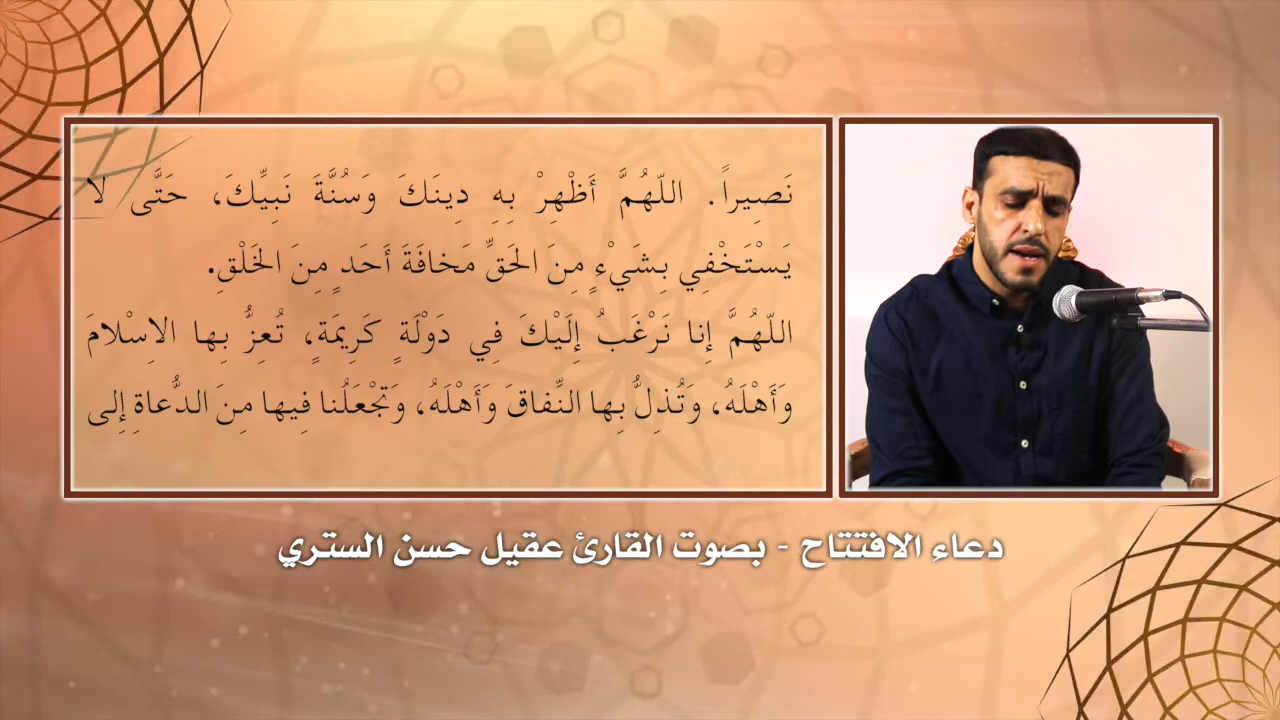 نَصِيراً. اللّهُمَّ أَظْهِرْ بِهِ دِينَكَ وَسُنَّةَ نَبِيِّكَ، حَتَّى لا
يَسْتَخْفِي بِشَيْءٍ مِنَ الحَقِّ مَخافَةَ أَحَدٍ مِنَ الخَلْقِ.
اللّهُمَّ إِنا نَرْغَبُ إِلَيْكَ فِي دَوْلَةٍ كَرِيمَةٍ، تُعِزُّ بِها الاِسْلامَ
وَأَهْلَهُ، وَتُذِلُّ بِها النِّفاقَ وَأَهْلَهُ، وَتَجْعَلُنا فِيها مِنَ الدُّعاةِ إِلى
دعاء الافتتاح - بصوت القارئ عقيل حسن الستري